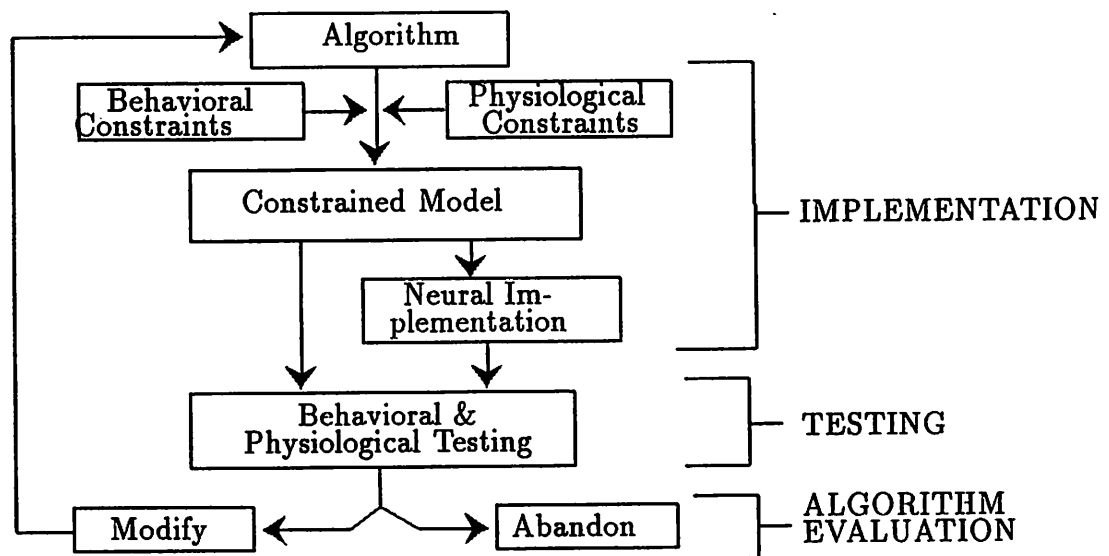 Algorithm
Behavioral
Constraints
Physiological
Constraints
Constrained Model
IMPLEMENTATION
Neural Im-
plementation
Behavioral &
Physiological Testing
TESTING
Modify
Abandon
ALGORITHM
EVALUATION